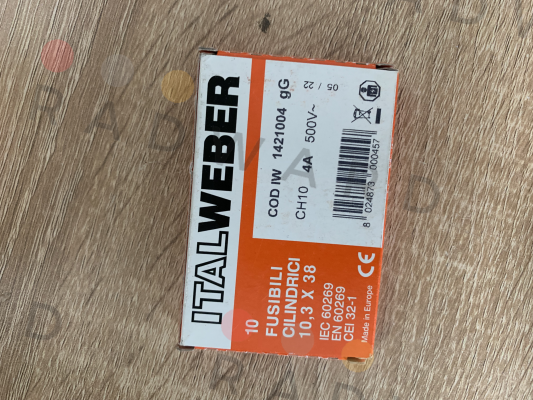 ITALWEBER
COD IW 1421004 gG
CH10 4A 500V~
05 / 22
8 024873 000457
10
FUSIBILI
CILINDRICI
10,3 X 38
IEC 60269
EN 60269
CEI 32-1
Made in Europe
CE